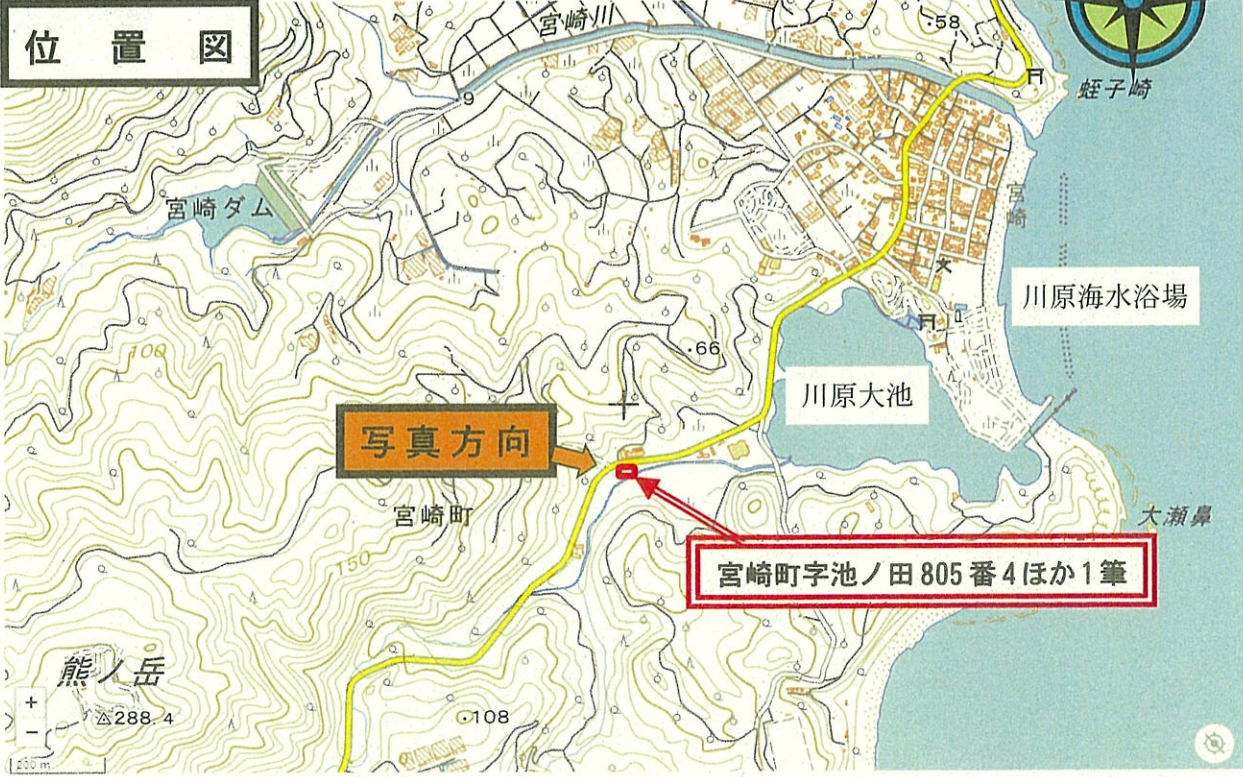 位置図
宮崎川
・58
蛭子崎
9
宮崎ダム
宮崎
川原海水浴場
100
・66
川原大池
写真方向
宮崎町
大瀬鼻
150
宮崎町字池ノ田805番4ほか1筆
熊ノ岳
△288.4
・108
+
−
200 m